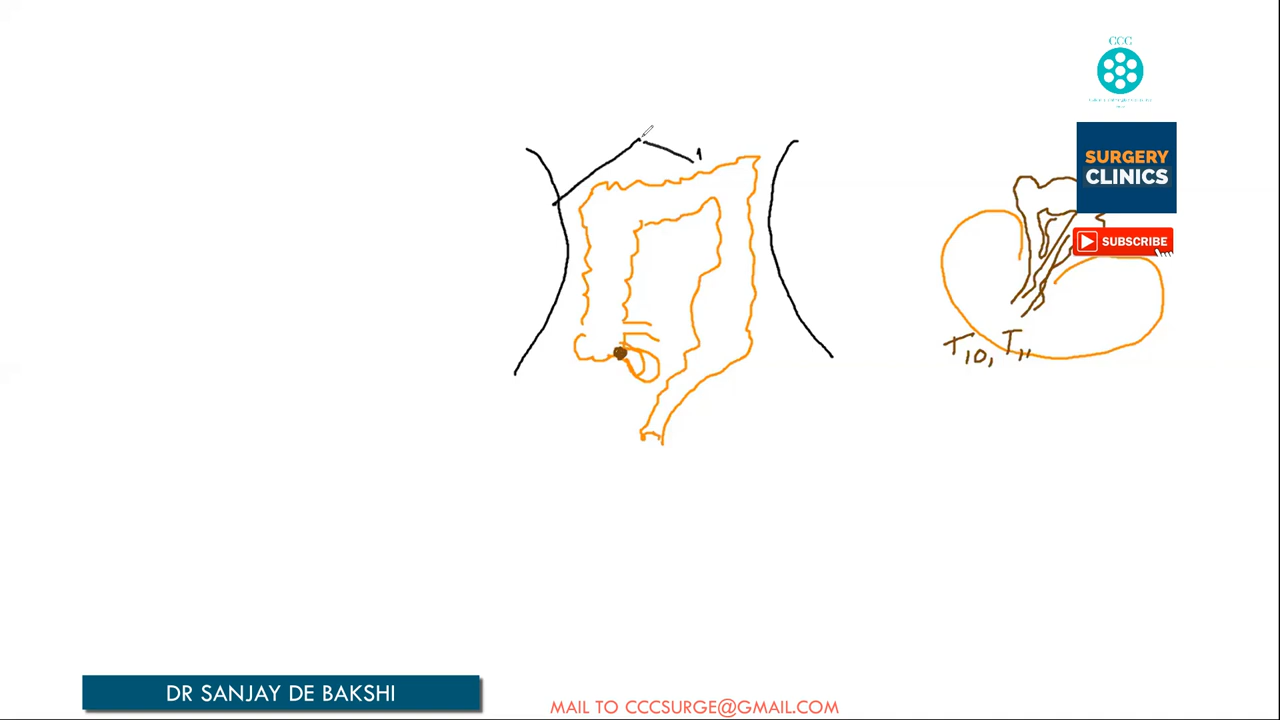 CCC
SURGERY
CLINICS
SUBSCRIBE
T10, T11
DR SANJAY DE BAKSHI
MAIL TO CCCSURGE@GMAIL.COM